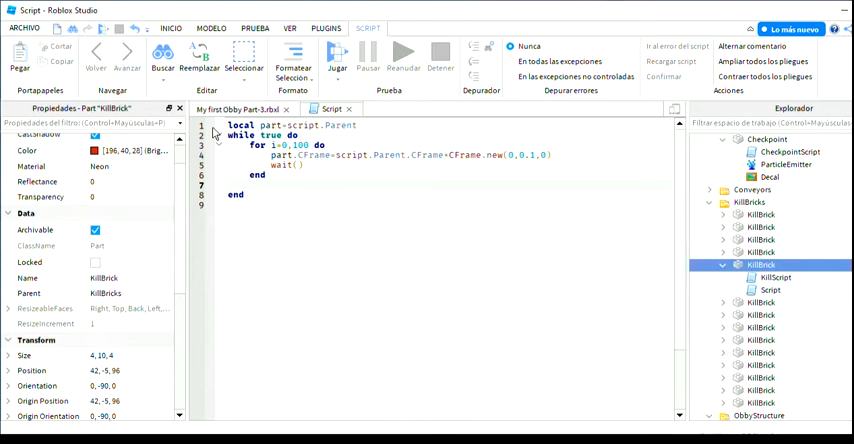 Script - Roblox Studio
ARCHIVO
INICIO MODELO PRUEBA VER PLUGINS SCRIPT
Lo más nuevo
Pegar
Cortar
Copiar
Portapapeles
Volver Avanzar
Navegar
Buscar Reemplazar Seleccionar
Editar
Formatear Selección
Formato
Jugar Pausar Reanudar Detener
Prueba
Depurador
Nunca
En todas las excepciones
En las excepciones no controladas
Ir al error del script
Recargar script
Confirmar
Depurar errores
Alternar comentario
Ampliar todos los pliegues
Contraer todos los pliegues
Acciones
Propiedades - Part "KillBrick"
Propiedades del filtro: (Control+Mayúsculas+P)
CastShadow
Color [196, 40, 28] (Brig...
Material Neon
Reflectance 0
Transparency 0
Data
Archivable
ClassName Part
Locked
Name KillBrick
Parent KillBricks
ResizeableFaces Right, Top, Back, Left,...
ResizeIncrement 1
Transform
Size 4, 10, 4
Position 42, -5, 96
Orientation 0, -90, 0
Origin Position 42, -5, 96
Origin Orientation 0, -90, 0
My first Obby Part-3.rbxl
Script
1 local part=script.Parent
2 while true do
3 for i=0,100 do
4 part.CFrame=script.Parent.CFrame*CFrame.new(0,0.1,0)
5 wait()
6 end
7
8 end
9
Explorador
Filtrar espacio de trabajo (Control+Mayúscula
Checkpoint
CheckpointScript
ParticleEmitter
Decal
Conveyors
KillBricks
KillBrick
KillBrick
KillBrick
KillBrick
KillBrick
KillScript
Script
KillBrick
KillBrick
KillBrick
KillBrick
KillBrick
KillBrick
KillBrick
KillBrick
KillBrick
ObbyStructure